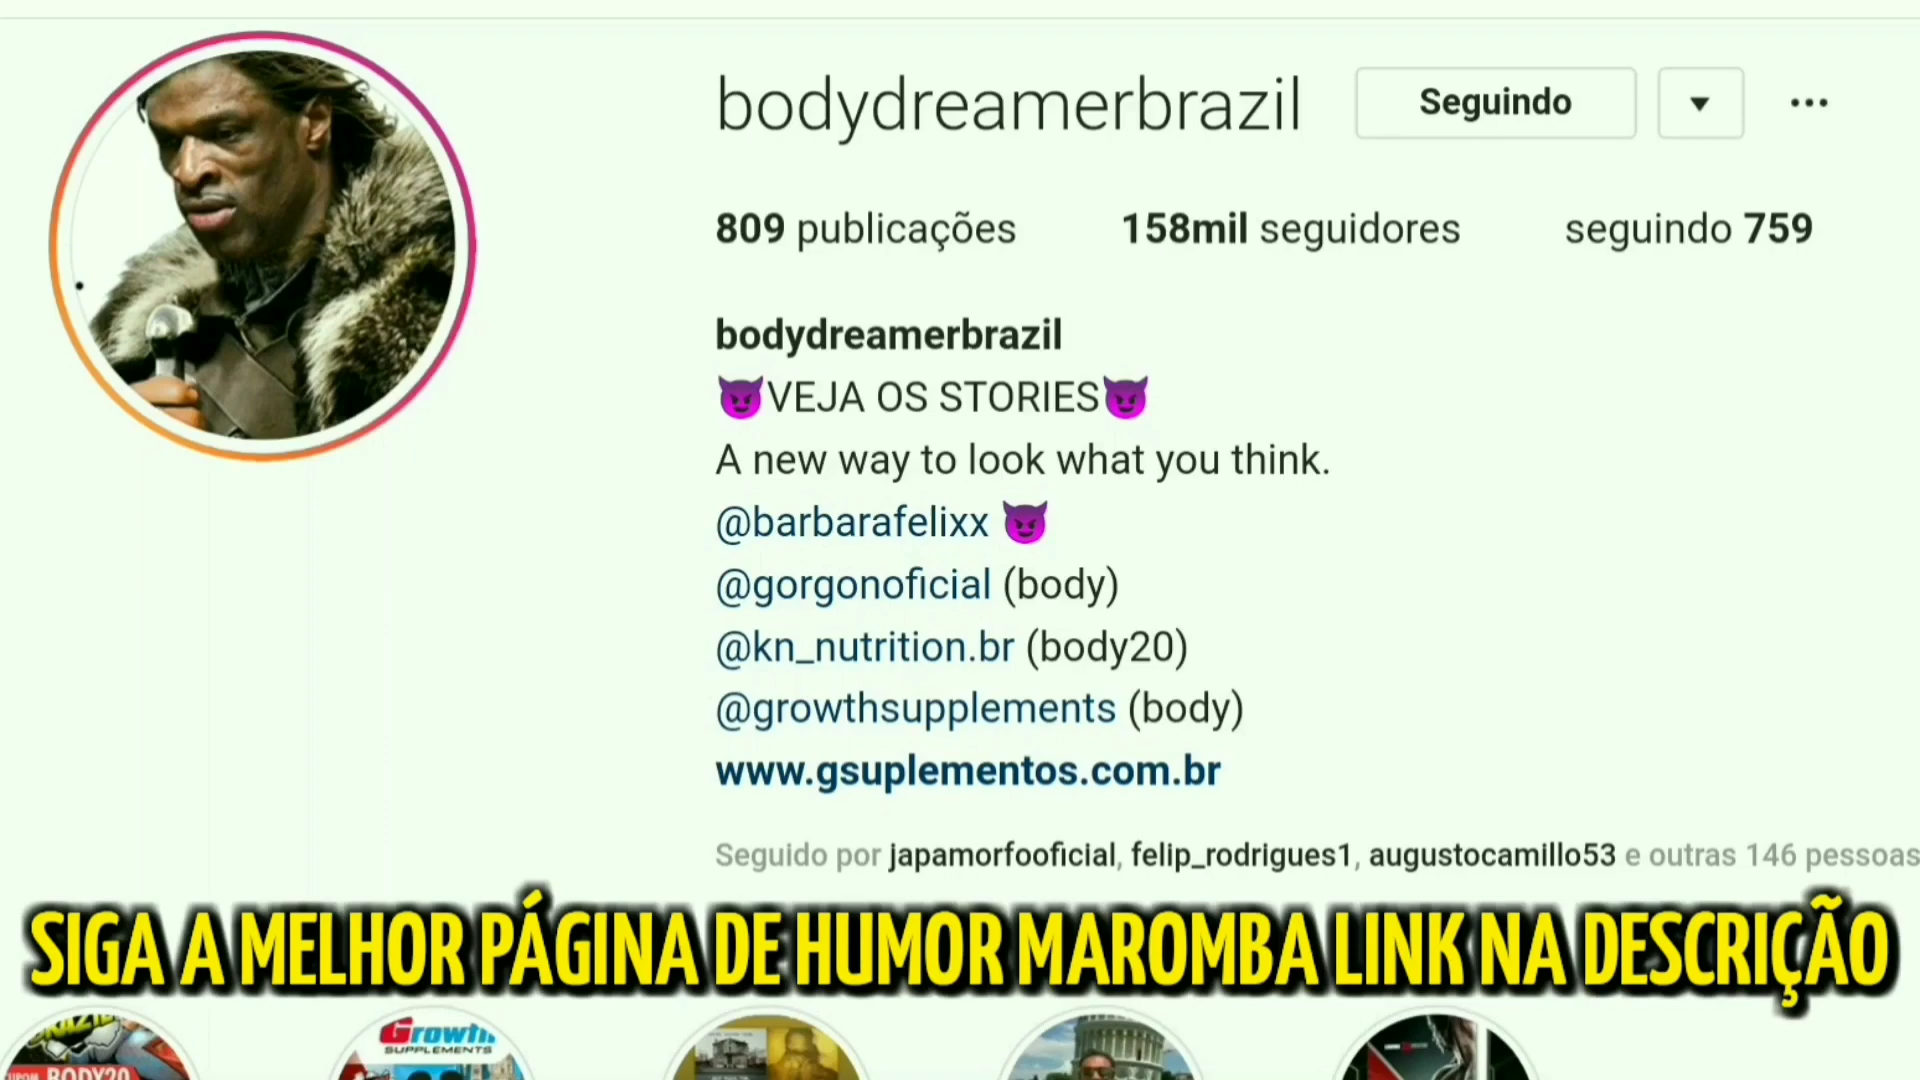 bodydreamerbrazil Seguindo
809 publicações 158mil seguidores seguindo 759
bodydreamerbrazil
😈VEJA OS STORIES😈
A new way to look what you think.
@barbarafelixx 😈
@gorgonoficial (body)
@kn_nutrition.br (body20)
@growthsupplements (body)
www.gsuplementos.com.br
Seguido por japamorfooficial, felip_rodrigues1, augustocamillo53 e outras 146 pessoas
SIGA A MELHOR PÁGINA DE HUMOR MAROMBA LINK NA DESCRIÇÃO
Growth
SUPPLEMENTS
BODY20